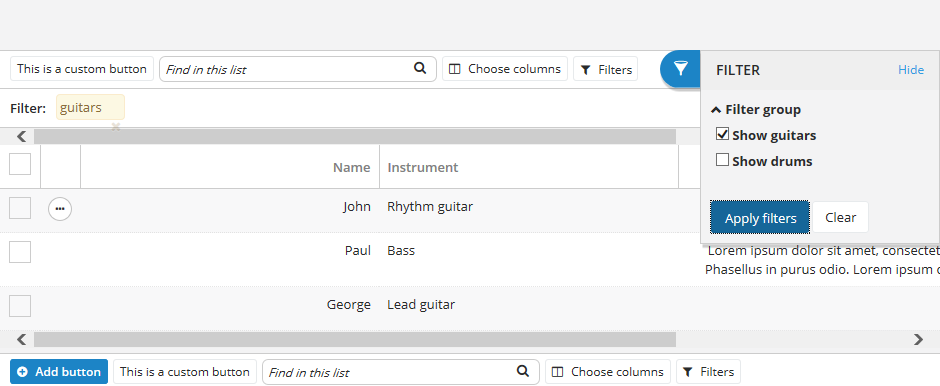 This is a custom button Find in this list Choose columns Filters
FILTER Hide
Filter: guitars
Filter group
Show guitars
Show drums
Apply filters Clear
Name Instrument
John Rhythm guitar
Paul Bass
Lorem ipsum dolor sit amet, consectet
Phasellus in purus odio. Lorem ipsum
George Lead guitar
Add button This is a custom button Find in this list Choose columns Filters